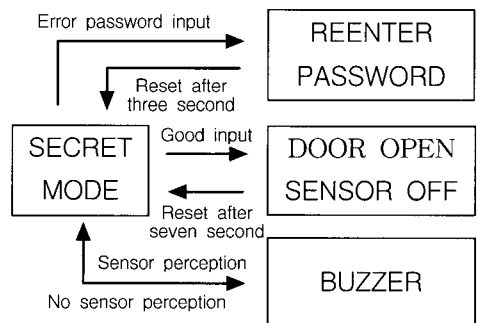 Error password input
REENTER
PASSWORD
Reset after
three second
SECRET
MODE
Good input
DOOR OPEN
SENSOR OFF
Reset after
seven second
Sensor perception
No sensor perception
BUZZER